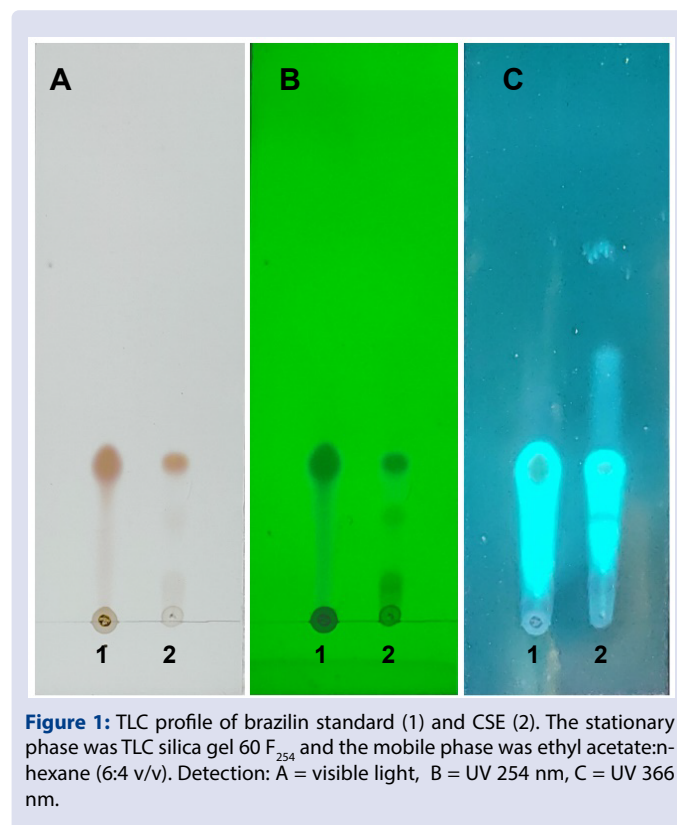 A B C
1 2 1 2 1 2
Figure 1: TLC profile of brazilin standard (1) and CSE (2). The stationary
phase was TLC silica gel 60 F254 and the mobile phase was ethyl acetate:n-
hexane (6:4 v/v). Detection: A = visible light, B = UV 254 nm, C = UV 366
nm.